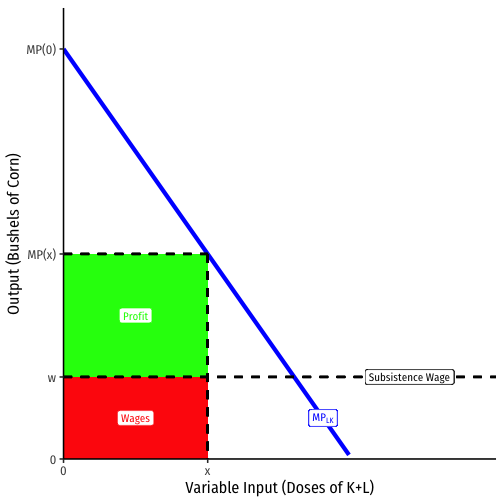 MP(0)
MP(x)
Profit
w
Subsistence Wage
Wages
MP_LK
0
0
x
Output (Bushels of Corn)
Variable Input (Doses of K+L)